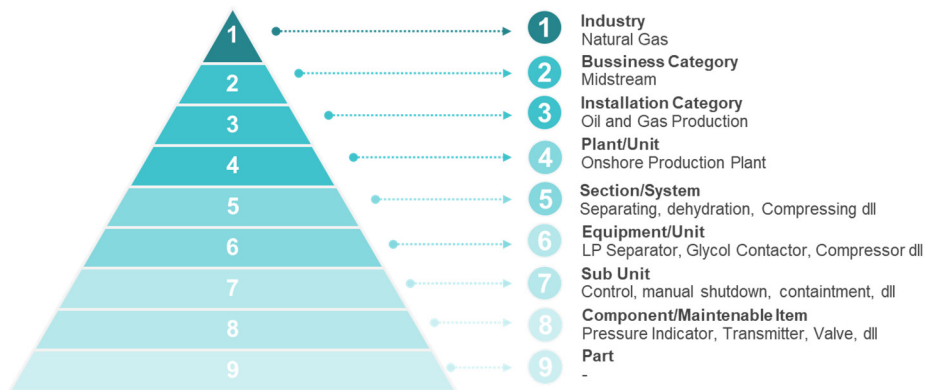 1
2
3
4
5
6
7
8
9
1
Industry
Natural Gas
2
Bussiness Category
Midstream
3
Installation Category
Oil and Gas Production
4
Plant/Unit
Onshore Production Plant
5
Section/System
Separating, dehydration, Compressing dll
6
Equipment/Unit
LP Separator, Glycol Contactor, Compressor dll
7
Sub Unit
Control, manual shutdown, containtment, dll
8
Component/Maintenable Item
Pressure Indicator, Transmitter, Valve, dll
9
Part
-